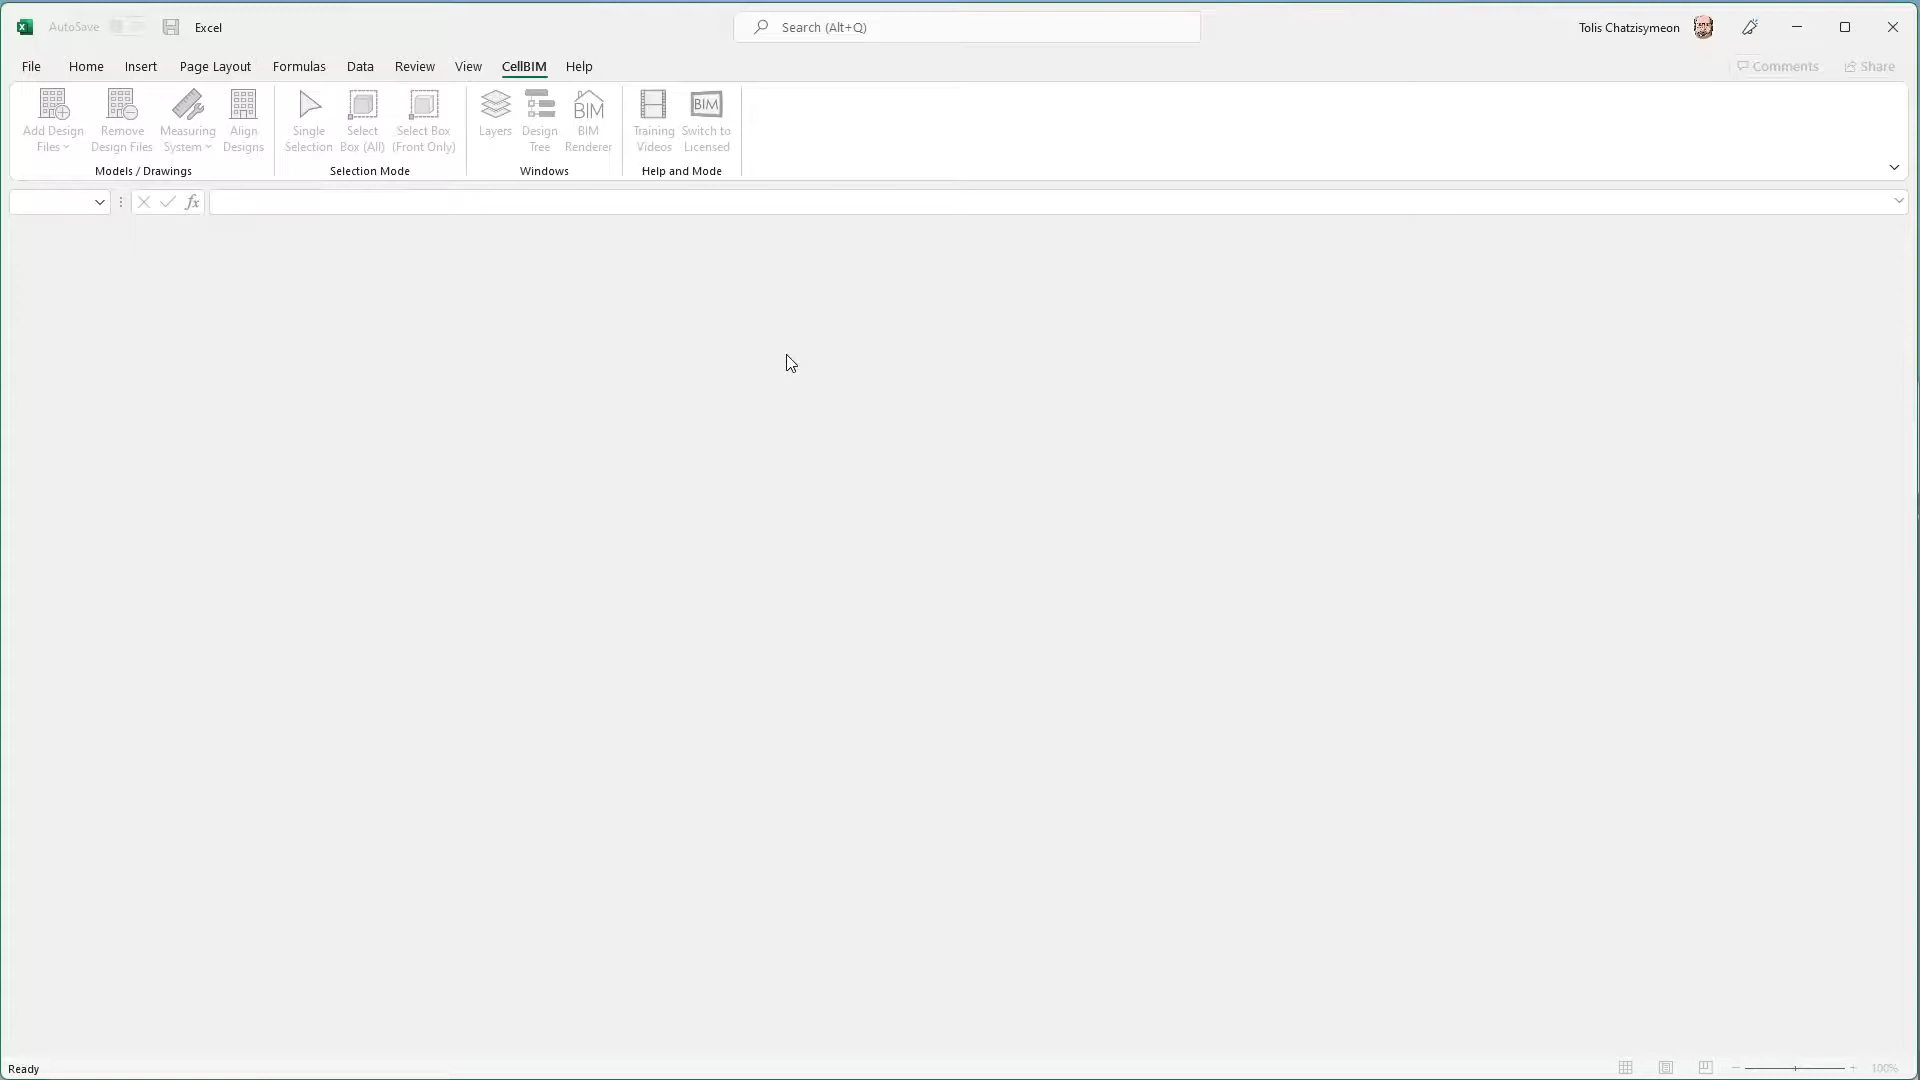 AutoSave Excel Search (Alt+Q) Tolis Chatzisymeon
File Home Insert Page Layout Formulas Data Review View CellBIM Help Comments Share
Add Design Files
Remove Design Files
Measuring System
Align Designs
Models / Drawings
Single Selection
Select Box (All)
Select Box (Front Only)
Selection Mode
Layers
Design Tree
BIM
BIM Renderer
Windows
Training Videos
BIM
Switch to Licensed
Help and Mode
fx
Ready 100%